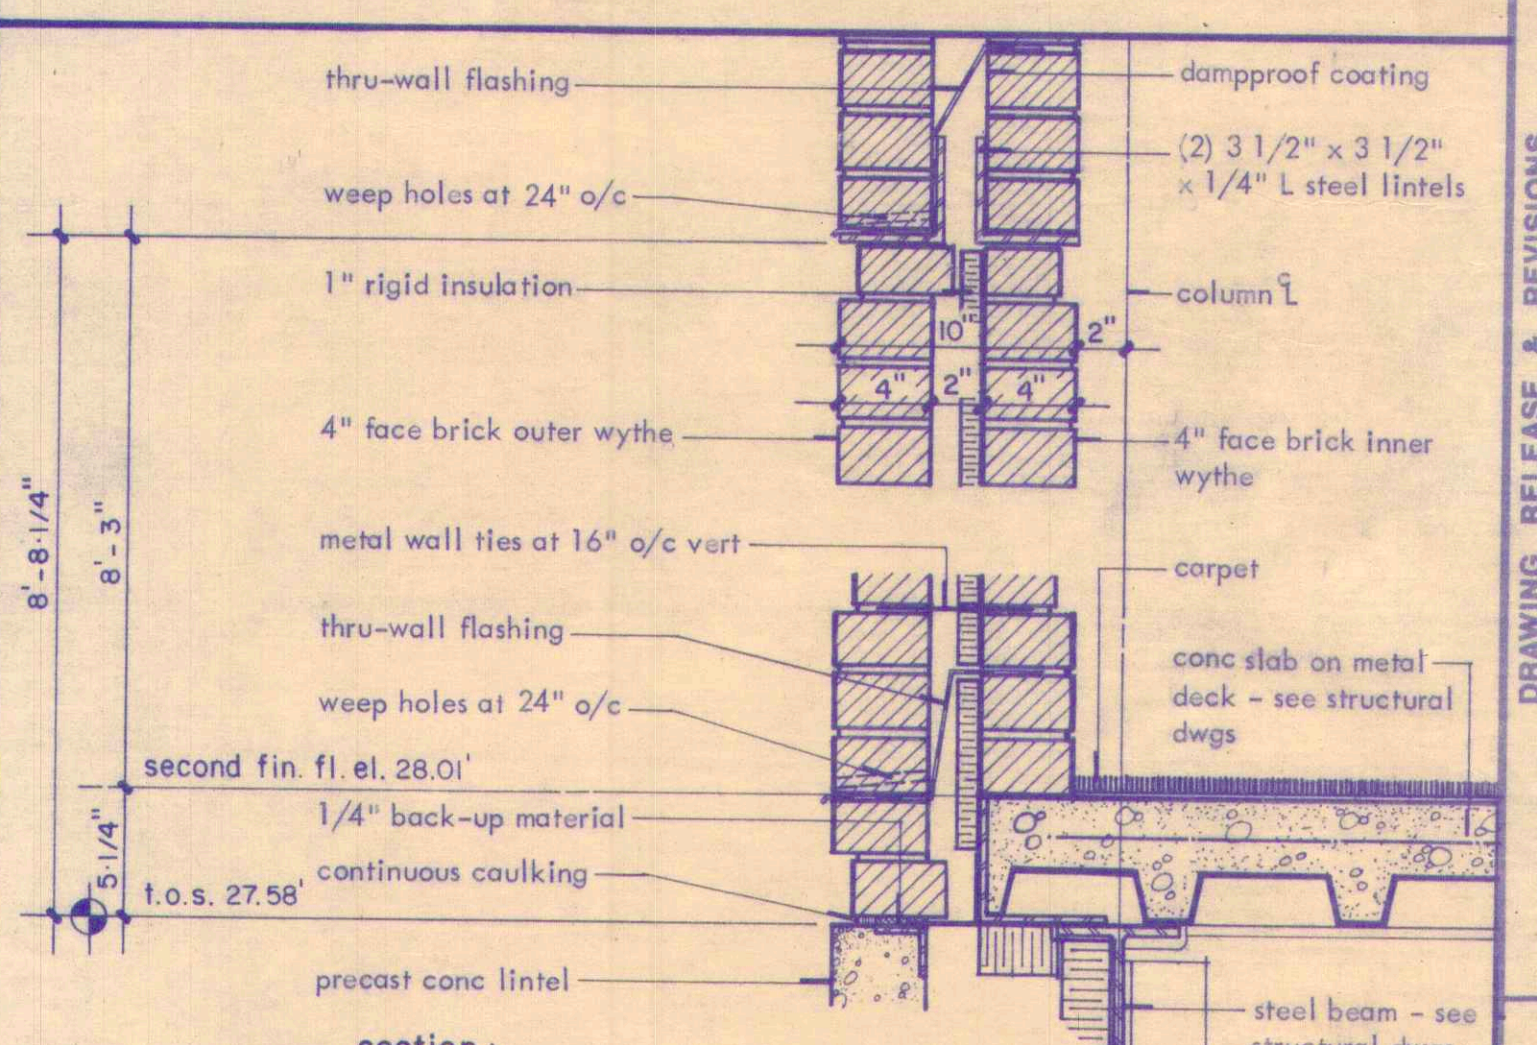 thru-wall flashing
dampproof coating
(2) 3 1/2" x 3 1/2"
x 1/4" L steel lintels
weep holes at 24" o/c
1" rigid insulation
column ℄
10"
2"
4"
2"
4"
4" face brick outer wythe
4" face brick inner
wythe
8'-8-1/4"
8'-3"
metal wall ties at 16" o/c vert
carpet
thru-wall flashing
conc slab on metal
deck - see structural
dwgs
weep holes at 24" o/c
second fin. fl. el. 28.01'
1/4" back-up material
5-1/4"
continuous caulking
t.o.s. 27.58'
precast conc lintel
steel beam - see
structural dwgs
section
DRAWING RELEASE & REVISIONS